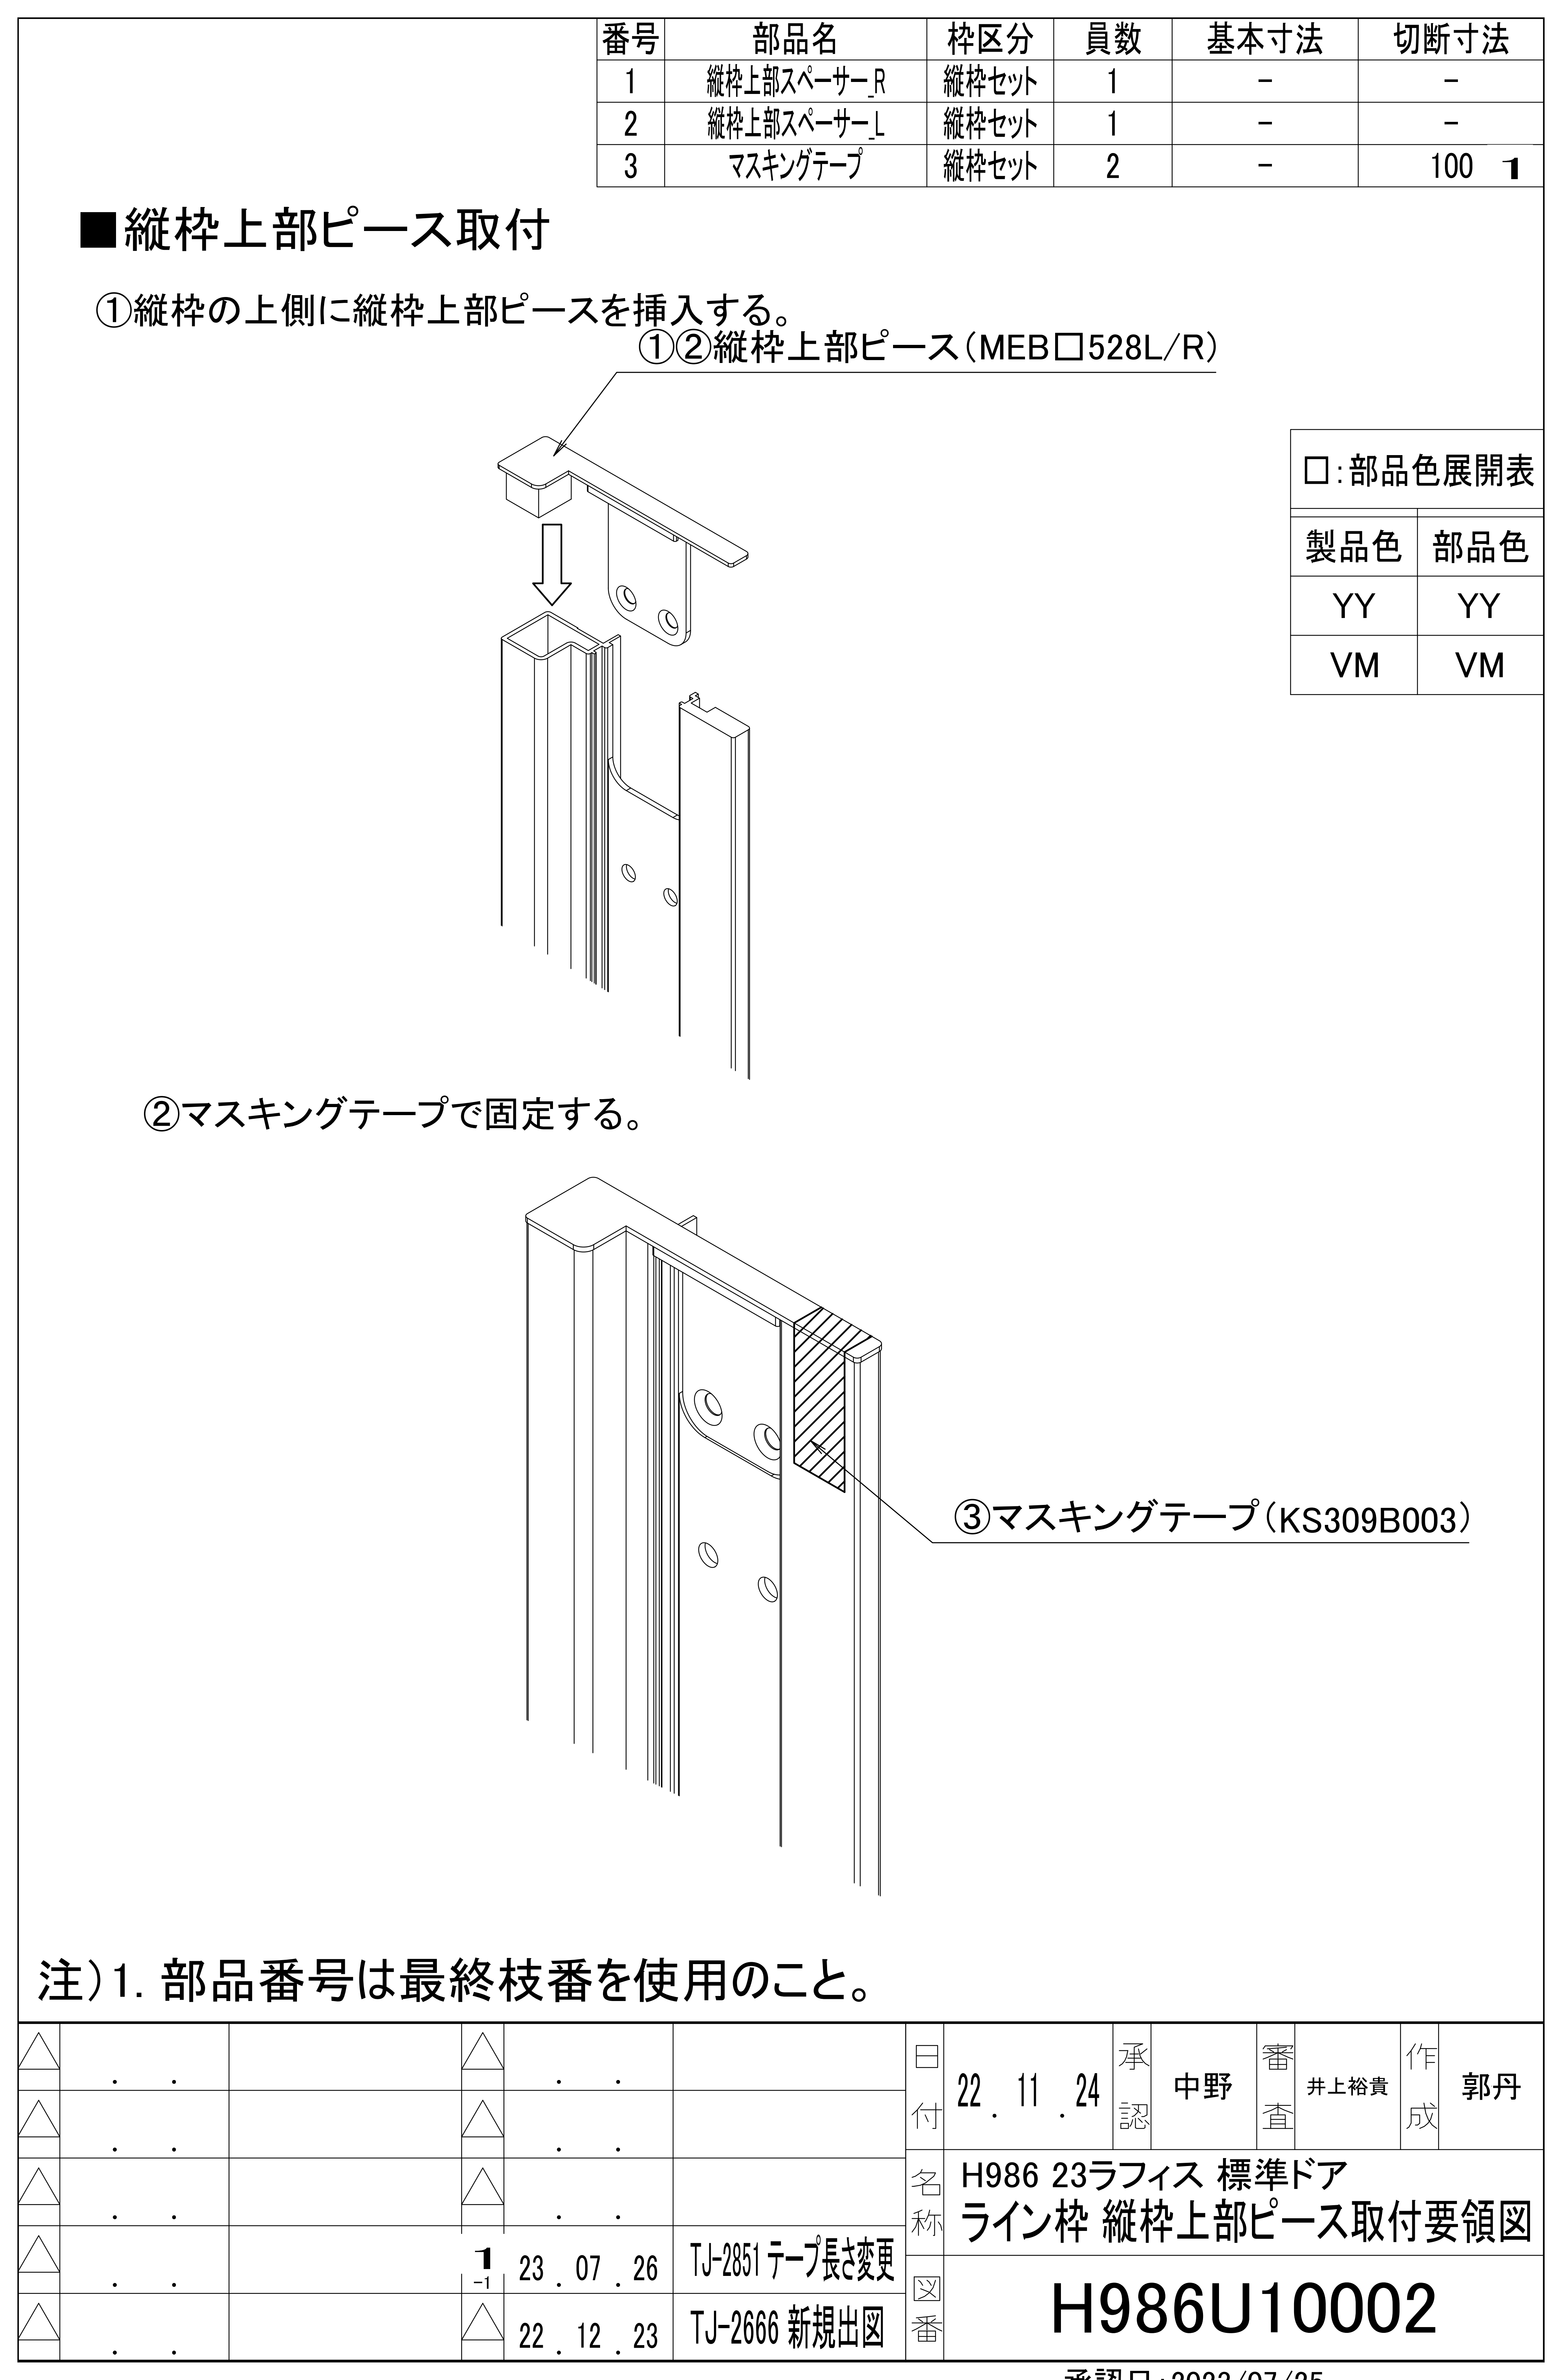 番号 部品名 枠区分 員数 基本寸法 切断寸法
1 縦枠上部スペーサー_R 縦枠セット 1 － －
2 縦枠上部スペーサー_L 縦枠セット 1 － －
3 マスキングテープ 縦枠セット 2 － 100 1
■縦枠上部ピース取付
①縦枠の上側に縦枠上部ピースを挿入する。
①②縦枠上部ピース(MEB□528L/R)
□:部品色展開表
製品色 部品色
YY YY
VM VM
②マスキングテープで固定する。
③マスキングテープ(KS309B003)
注)1. 部品番号は最終枝番を使用のこと。
日付 22 . 11 . 24 承認 中野 審査 井上裕貴 作成 郭丹
名称 H986 23ラフィス 標準ドア
ライン枠 縦枠上部ピース取付要領図
1 -1 23 . 07 . 26 TJ-2851 テープ長さ変更
図番 H986U10002
22 . 12 . 23 TJ-2666 新規出図
承認日:2023/07/25